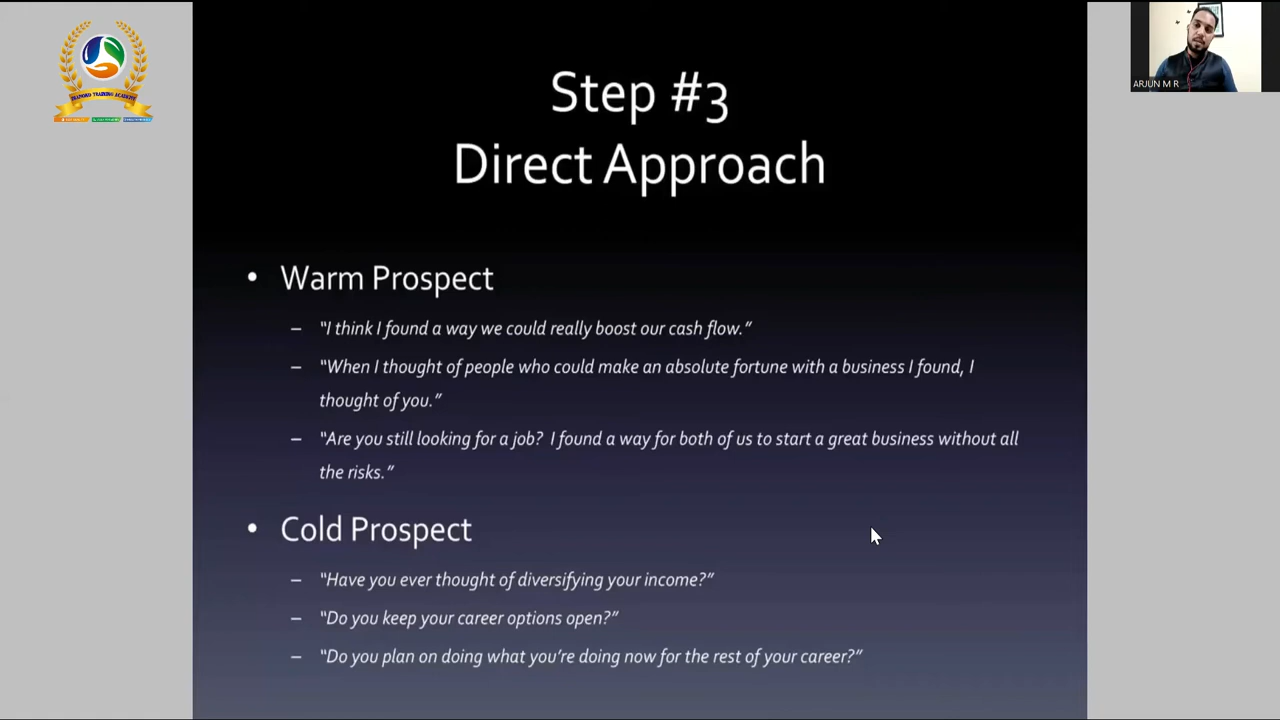 Step #3
Direct Approach
• Warm Prospect
– “I think I found a way we could really boost our cash flow.”
– “When I thought of people who could make an absolute fortune with a business I found, I
thought of you.”
– “Are you still looking for a job?  I found a way for both of us to start a great business without all
the risks.”
• Cold Prospect
– “Have you ever thought of diversifying your income?”
– “Do you keep your career options open?”
– “Do you plan on doing what you’re doing now for the rest of your career?”
ARJUN M R
TRAINING ACADEMY